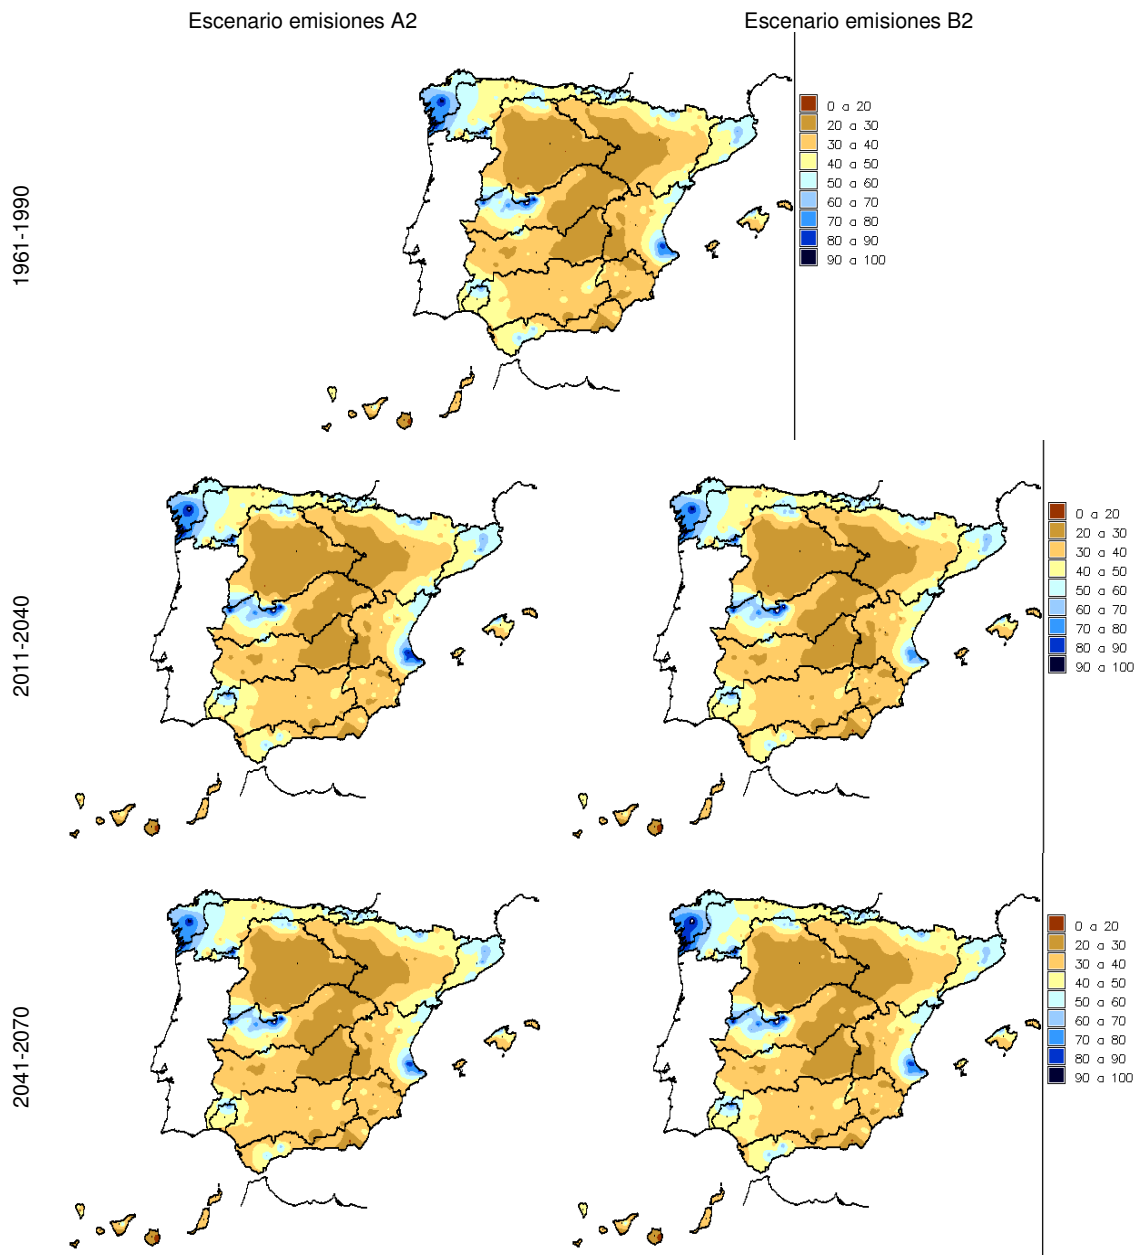 Escenario emisiones A2
Escenario emisiones B2
1961-1990
0 a 20
20 a 30
30 a 40
40 a 50
50 a 60
60 a 70
70 a 80
80 a 90
90 a 100
2011-2040
0 a 20
20 a 30
30 a 40
40 a 50
50 a 60
60 a 70
70 a 80
80 a 90
90 a 100
2041-2070
0 a 20
20 a 30
30 a 40
40 a 50
50 a 60
60 a 70
70 a 80
80 a 90
90 a 100